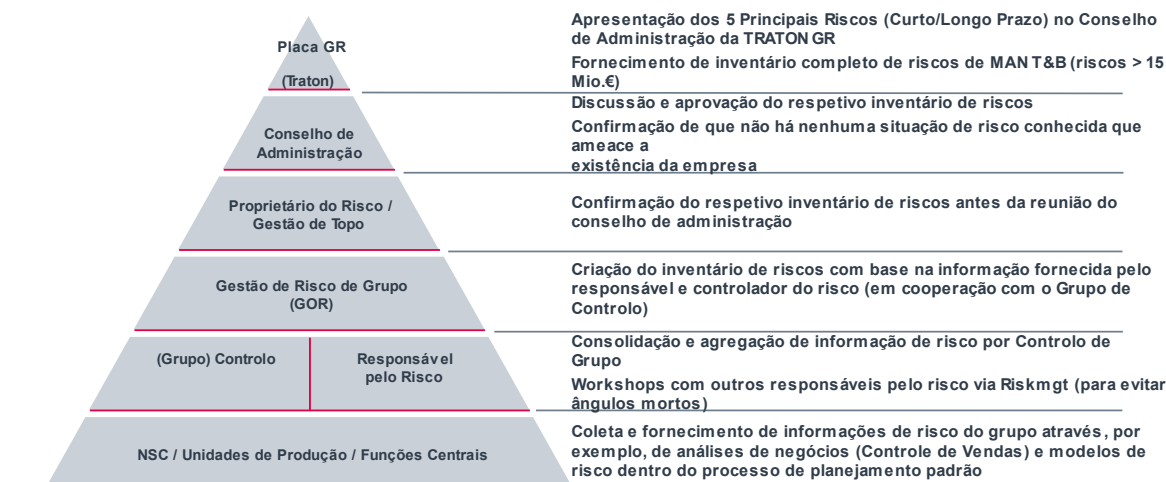 Placa GR
(Traton)
Apresentação dos 5 Principais Riscos (Curto/Longo Prazo) no Conselho
de Administração da TRATON GR
Fornecimento de inventário completo de riscos de MAN T&B (riscos > 15
Mio.€)
Conselho de
Administração
Discussão e aprovação do respetivo inventário de riscos
Confirmação de que não há nenhuma situação de risco conhecida que
ameace a
existência da empresa
Proprietário do Risco /
Gestão de Topo
Confirmação do respetivo inventário de riscos antes da reunião do
conselho de administração
Gestão de Risco de Grupo
(GOR)
Criação do inventário de riscos com base na informação fornecida pelo
responsável e controlador do risco (em cooperação com o Grupo de
Controlo)
(Grupo) Controlo
Responsável
pelo Risco
Consolidação e agregação de informação de risco por Controlo de
Grupo
Workshops com outros responsáveis pelo risco via Riskmgt (para evitar
ângulos mortos)
NSC / Unidades de Produção / Funções Centrais
Coleta e fornecimento de informações de risco do grupo através, por
exemplo, de análises de negócios (Controle de Vendas) e modelos de
risco dentro do processo de planejamento padrão